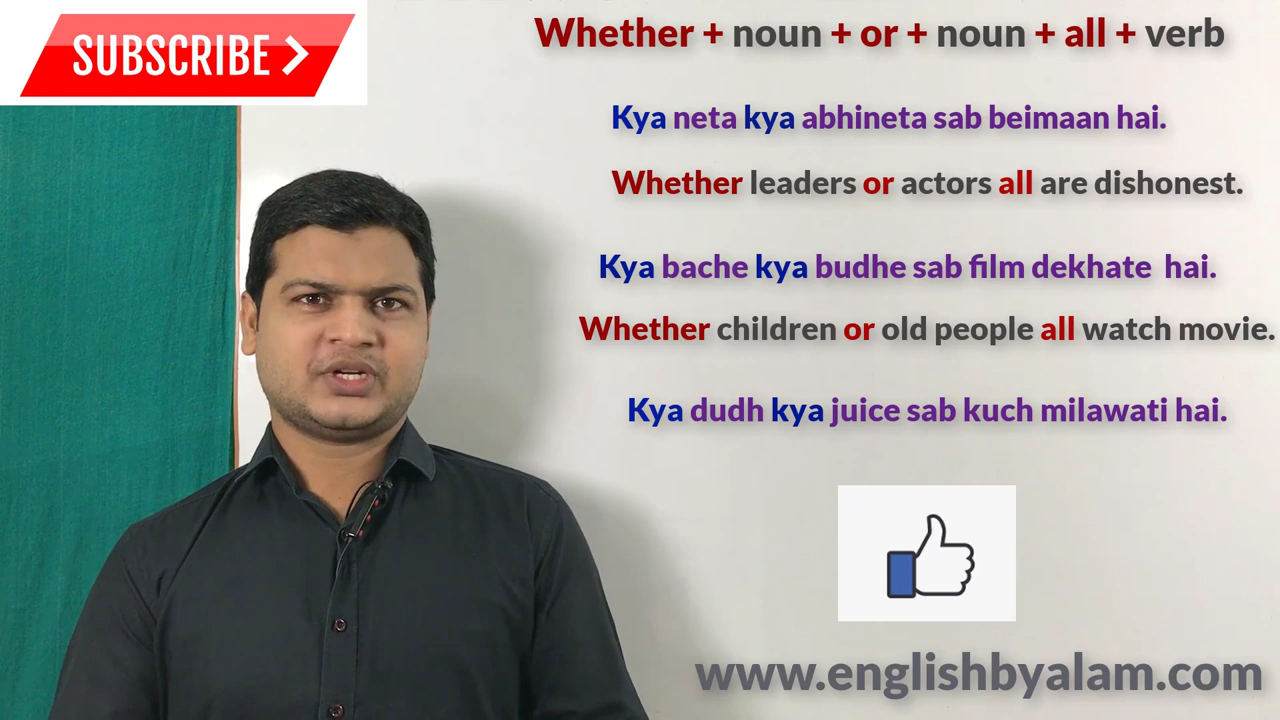 SUBSCRIBE
Whether + noun + or + noun + all + verb
Kya neta kya abhineta sab beimaan hai.
Whether leaders or actors all are dishonest.
Kya bache kya budhe sab film dekhate hai.
Whether children or old people all watch movie.
Kya dudh kya juice sab kuch milawati hai.
www.englishbyalam.com